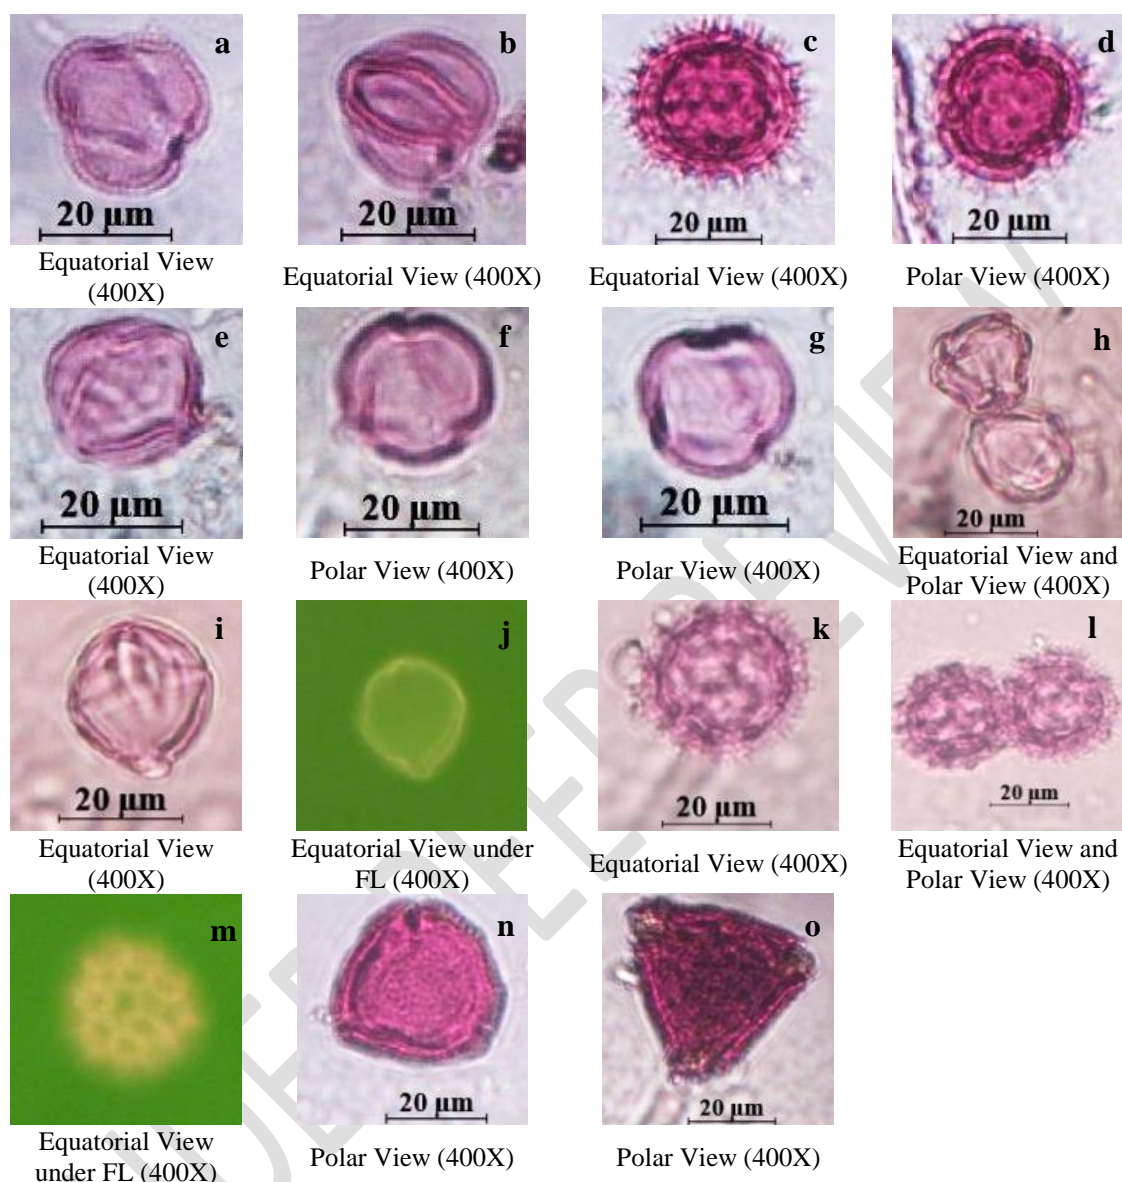 a
b
c
d
20 µm
20 µm
20 µm
20 µm
Equatorial View
(400X)
Equatorial View (400X)
Equatorial View (400X)
Polar View (400X)
e
f
g
h
20 µm
20 µm
20 µm
20 µm
Equatorial View
(400X)
Polar View (400X)
Polar View (400X)
Equatorial View and
Polar View (400X)
i
j
k
l
20 µm
20 µm
20 µm
Equatorial View
(400X)
Equatorial View under
FL (400X)
Equatorial View (400X)
Equatorial View and
Polar View (400X)
m
n
o
20 µm
20 µm
Equatorial View
under FL (400X)
Polar View (400X)
Polar View (400X)